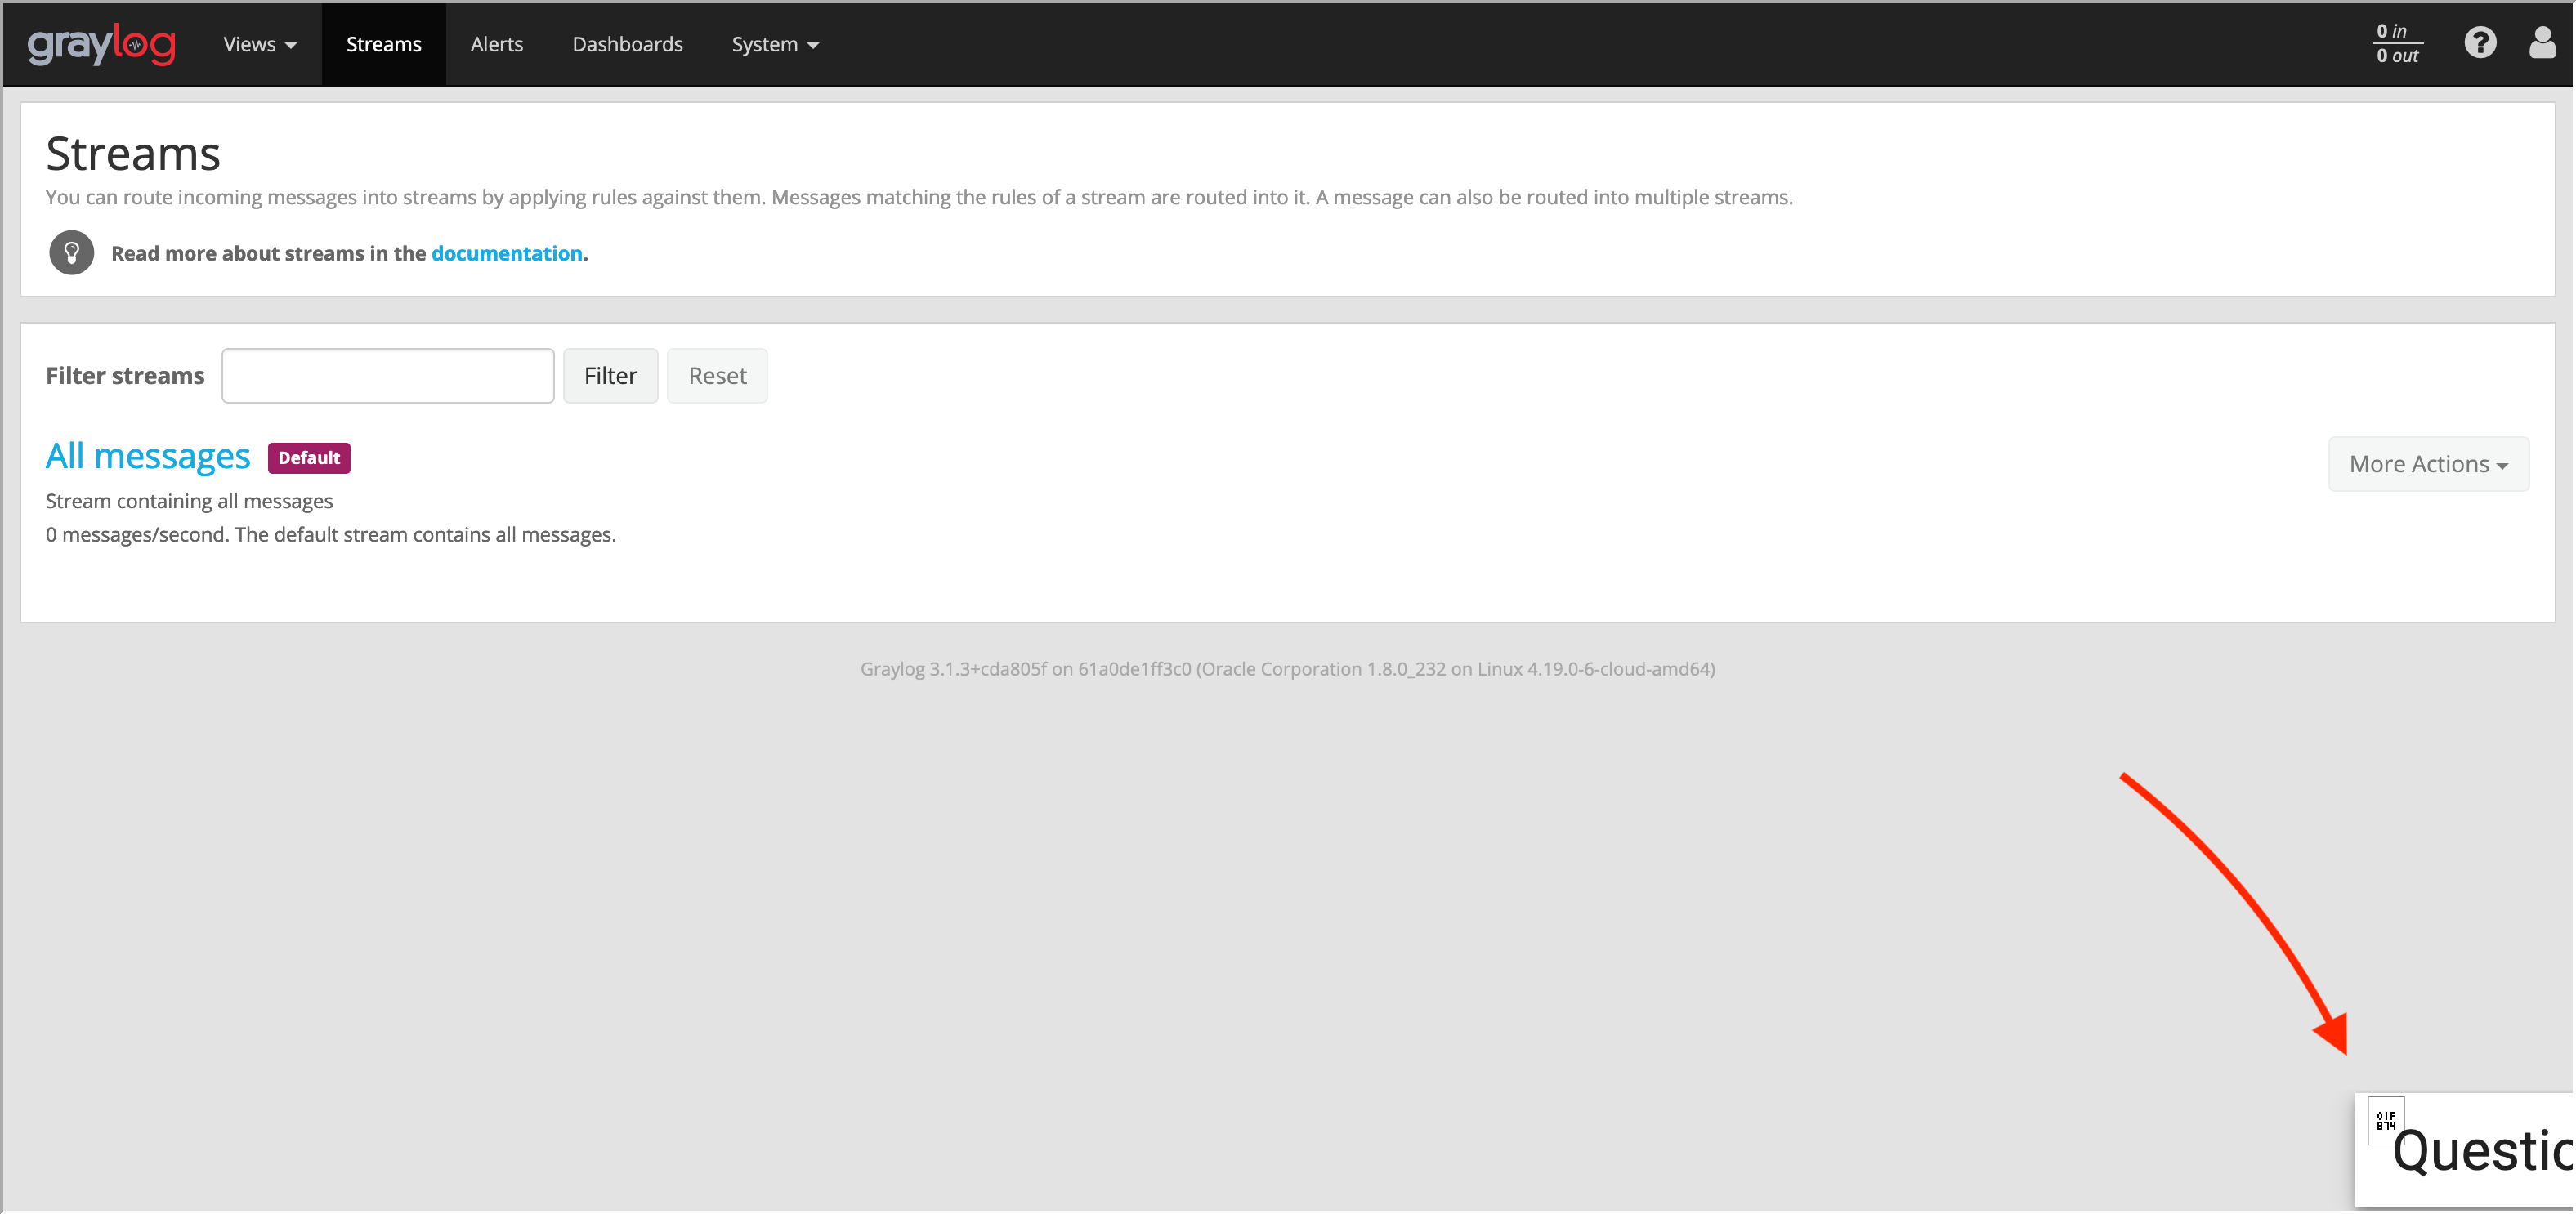 graylog Views Streams Alerts Dashboards System 0 in
0 out
Streams
You can route incoming messages into streams by applying rules against them. Messages matching the rules of a stream are routed into it. A message can also be routed into multiple streams.
Read more about streams in the documentation.
Filter streams Filter Reset
All messages Default More Actions
Stream containing all messages
0 messages/second. The default stream contains all messages.
Graylog 3.1.3+cda805f on 61a0de1ff3c0 (Oracle Corporation 1.8.0_232 on Linux 4.19.0-6-cloud-amd64)
01F
874
Questio